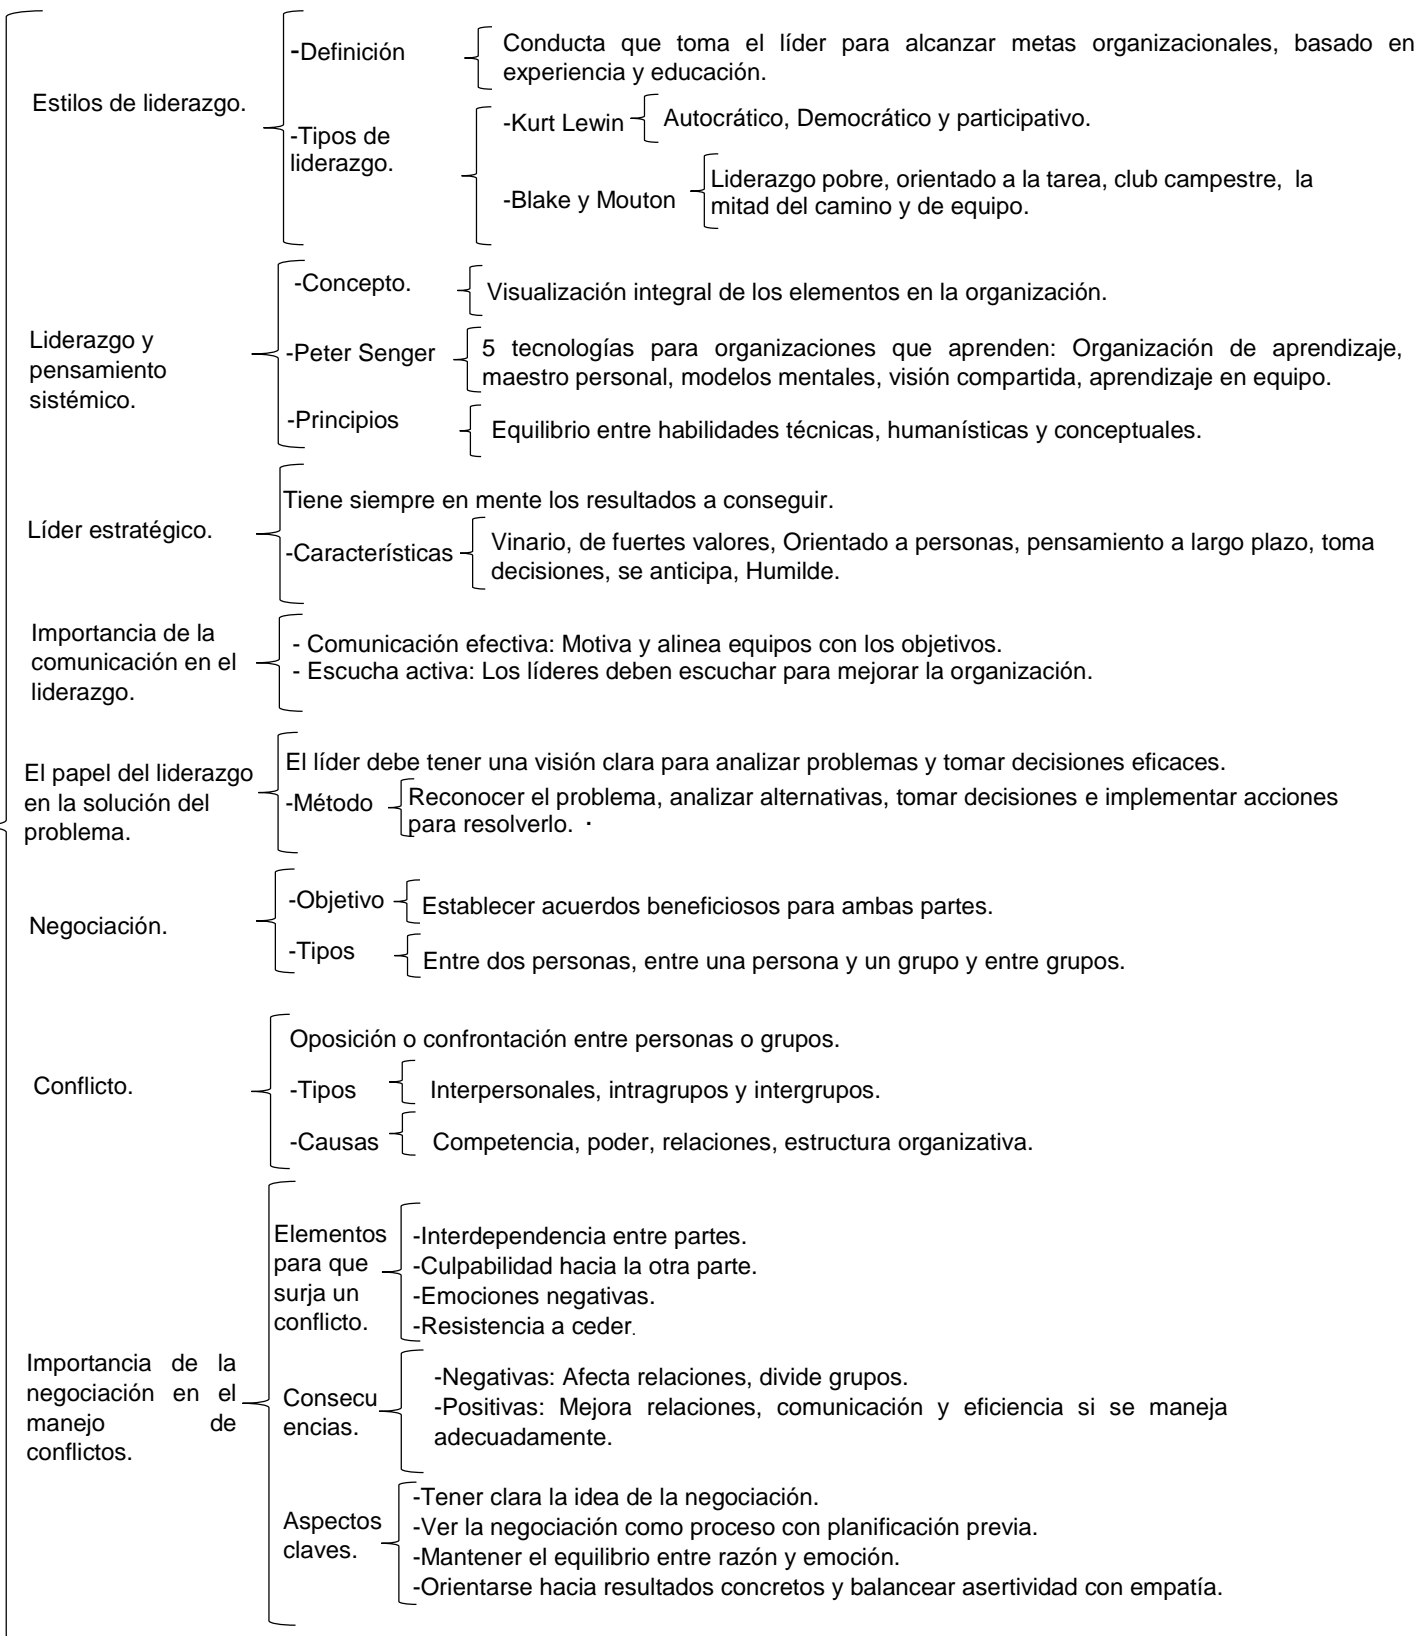 Estilos de liderazgo.
-Definición
Conducta que toma el líder para alcanzar metas organizacionales, basado en
experiencia y educación.
-Tipos de
liderazgo.
-Kurt Lewin
Autocrático, Democrático y participativo.
-Blake y Mouton
Liderazgo pobre, orientado a la tarea, club campestre, la
mitad del camino y de equipo.
Liderazgo y
pensamiento
sistémico.
-Concepto.
Visualización integral de los elementos en la organización.
-Peter Senger
5 tecnologías para organizaciones que aprenden: Organización de aprendizaje,
maestro personal, modelos mentales, visión compartida, aprendizaje en equipo.
-Principios
Equilibrio entre habilidades técnicas, humanísticas y conceptuales.
Líder estratégico.
Tiene siempre en mente los resultados a conseguir.
-Características
Vinario, de fuertes valores, Orientado a personas, pensamiento a largo plazo, toma
decisiones, se anticipa, Humilde.
Importancia de la
comunicación en el
liderazgo.
- Comunicación efectiva: Motiva y alinea equipos con los objetivos.
- Escucha activa: Los líderes deben escuchar para mejorar la organización.
El papel del liderazgo
en la solución del
problema.
El líder debe tener una visión clara para analizar problemas y tomar decisiones eficaces.
-Método
Reconocer el problema, analizar alternativas, tomar decisiones e implementar acciones
para resolverlo. ·
Negociación.
-Objetivo
Establecer acuerdos beneficiosos para ambas partes.
-Tipos
Entre dos personas, entre una persona y un grupo y entre grupos.
Conflicto.
Oposición o confrontación entre personas o grupos.
-Tipos
Interpersonales, intragrupos y intergrupos.
-Causas
Competencia, poder, relaciones, estructura organizativa.
Importancia de la
negociación en el
manejo de
conflictos.
Elementos
para que
surja un
conflicto.
-Interdependencia entre partes.
-Culpabilidad hacia la otra parte.
-Emociones negativas.
-Resistencia a ceder.
Consecu
encias.
-Negativas: Afecta relaciones, divide grupos.
-Positivas: Mejora relaciones, comunicación y eficiencia si se maneja
adecuadamente.
Aspectos
claves.
-Tener clara la idea de la negociación.
-Ver la negociación como proceso con planificación previa.
-Mantener el equilibrio entre razón y emoción.
-Orientarse hacia resultados concretos y balancear asertividad con empatía.